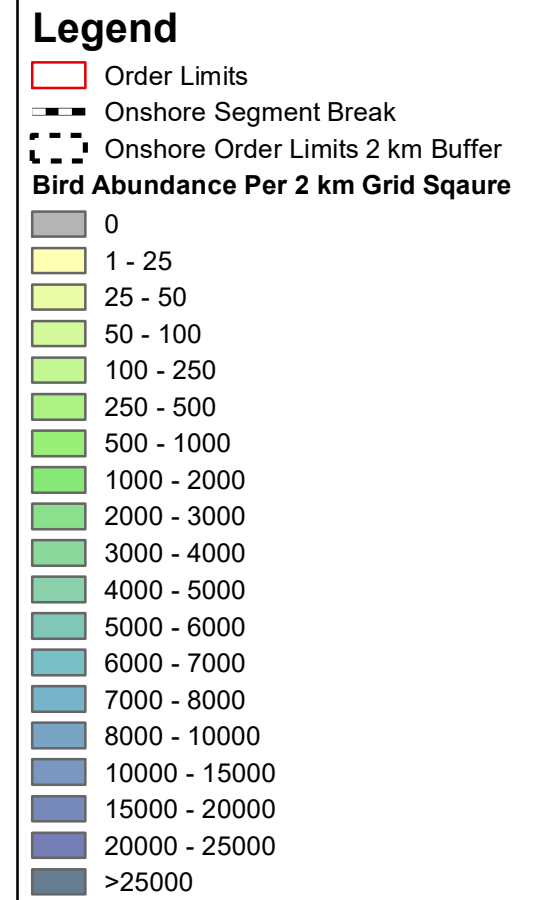 Legend
Order Limits
Onshore Segment Break
Onshore Order Limits 2 km Buffer
Bird Abundance Per 2 km Grid Sqaure
0
1 - 25
25 - 50
50 - 100
100 - 250
250 - 500
500 - 1000
1000 - 2000
2000 - 3000
3000 - 4000
4000 - 5000
5000 - 6000
6000 - 7000
7000 - 8000
8000 - 10000
10000 - 15000
15000 - 20000
20000 - 25000
>25000